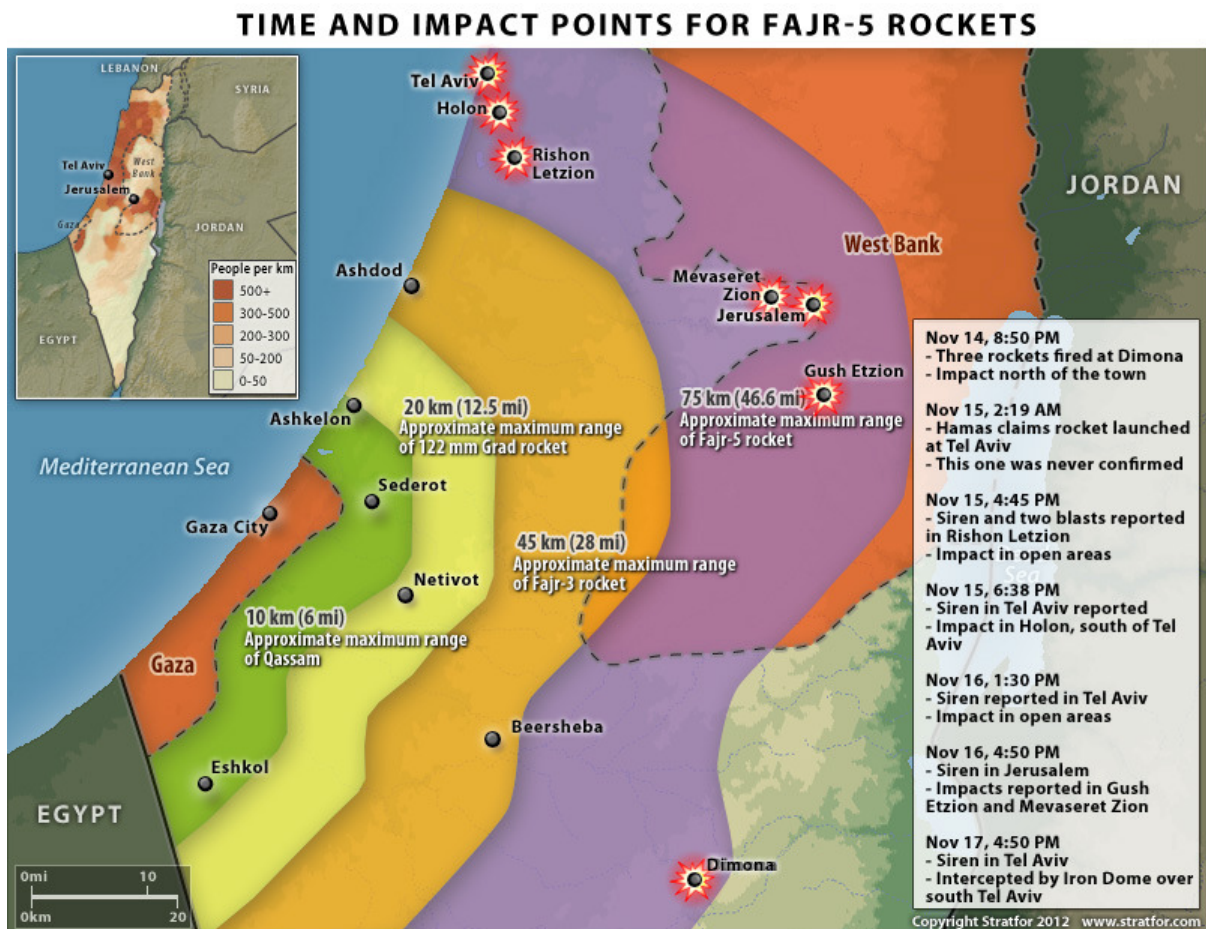 TIME AND IMPACT POINTS FOR FAJR-5 ROCKETS
LEBANON
SYRIA
Tel Aviv
West
Bank
Jerusalem
Gaza
JORDAN
EGYPT
People per km
500+
300-500
200-300
50-200
0-50
Tel Aviv
Holon
Rishon
Letzion
JORDAN
West Bank
Ashdod
Mevaseret
Zion
Jerusalem
Gush Etzion
Ashkelon
20 km (12.5 mi)
Approximate maximum range
of 122 mm Grad rocket
75 km (46.6 mi)
Approximate maximum range
of Fajr-5 rocket
Mediterranean Sea
Sederot
Gaza City
45 km (28 mi)
Approximate maximum range
of Fajr-3 rocket
Netivot
10 km (6 mi)
Approximate maximum range
of Qassam
Gaza
Beersheba
Eshkol
EGYPT
Dimona
0mi 10
0km 20
Nov 14, 8:50 PM
- Three rockets fired at Dimona
- Impact north of the town
Nov 15, 2:19 AM
- Hamas claims rocket launched
at Tel Aviv
- This one was never confirmed
Nov 15, 4:45 PM
- Siren and two blasts reported
in Rishon Letzion
- Impact in open areas
Sea
Nov 15, 6:38 PM
- Siren in Tel Aviv reported
- Impact in Holon, south of Tel
Aviv
Nov 16, 1:30 PM
- Siren reported in Tel Aviv
- Impact in open areas
Nov 16, 4:50 PM
- Siren in Jerusalem
- Impacts reported in Gush
Etzion and Mevaseret Zion
Nov 17, 4:50 PM
- Siren in Tel Aviv
- Intercepted by Iron Dome over
south Tel Aviv
Copyright Stratfor 2012 www.stratfor.com